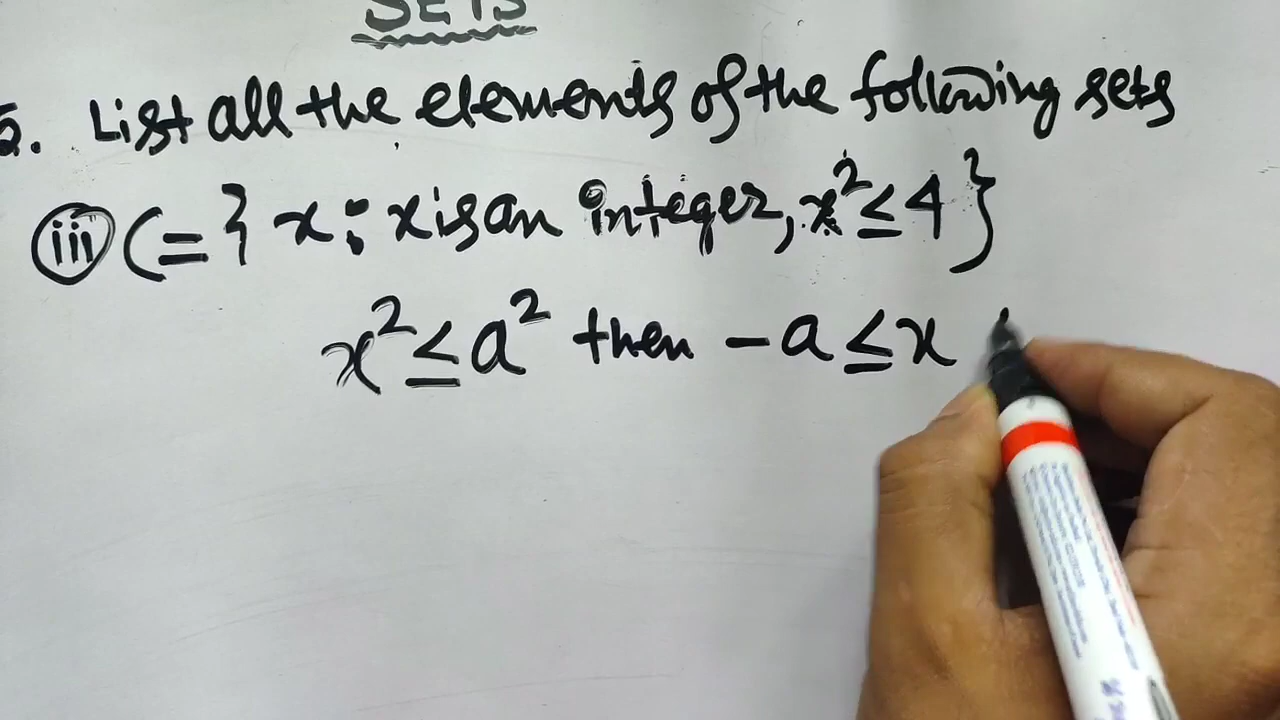 SETS
5. List all the elements of the following sets
(iii) C = { x : x is an integer, x² ≤ 4 }
x² ≤ a² then -a ≤ x